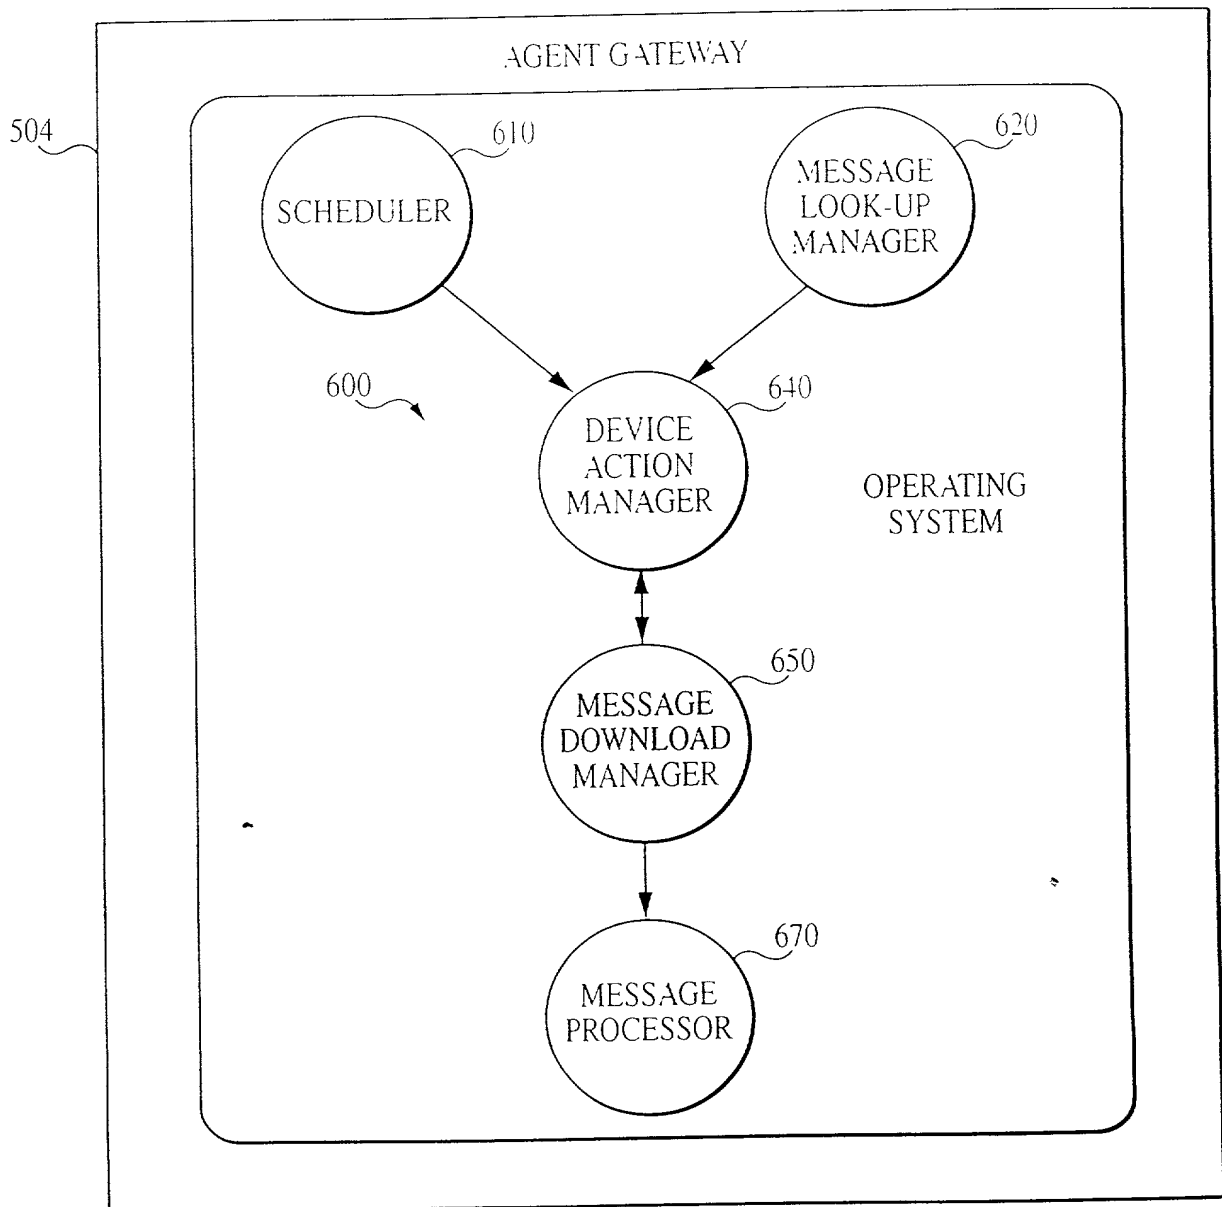 AGENT GATEWAY
504
610
620
SCHEDULER
MESSAGE
LOOK-UP
MANAGER
600
640
DEVICE
ACTION
MANAGER
OPERATING
SYSTEM
650
MESSAGE
DOWNLOAD
MANAGER
670
MESSAGE
PROCESSOR